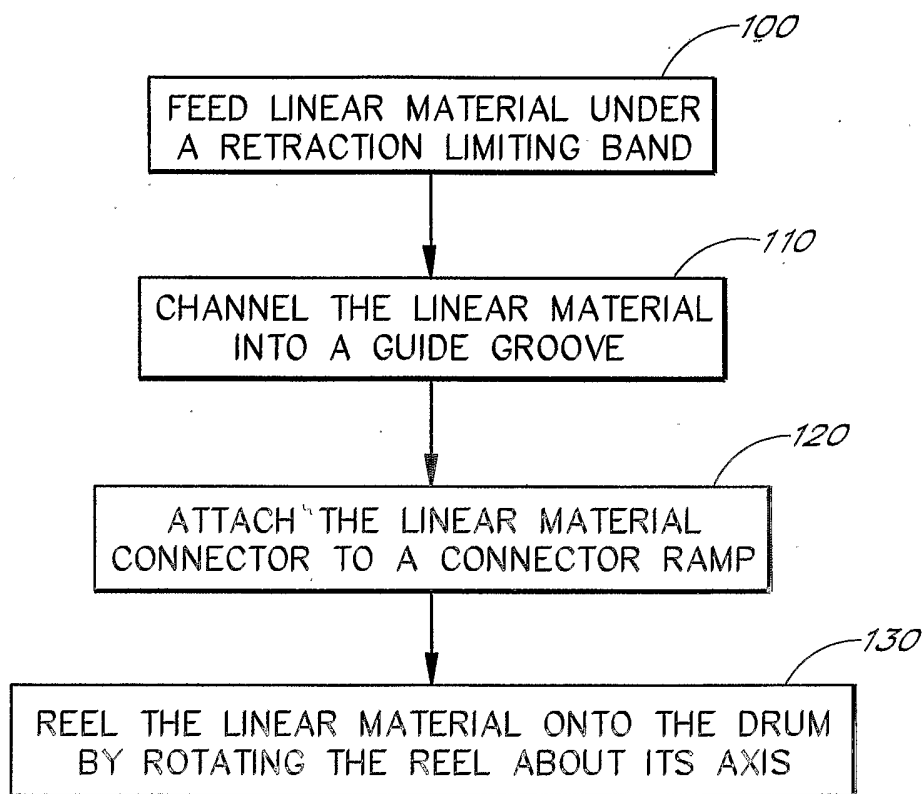 100
FEED LINEAR MATERIAL UNDER
A RETRACTION LIMITING BAND
110
CHANNEL THE LINEAR MATERIAL
INTO A GUIDE GROOVE
120
ATTACH THE LINEAR MATERIAL
CONNECTOR TO A CONNECTOR RAMP
130
REEL THE LINEAR MATERIAL ONTO THE DRUM
BY ROTATING THE REEL ABOUT ITS AXIS